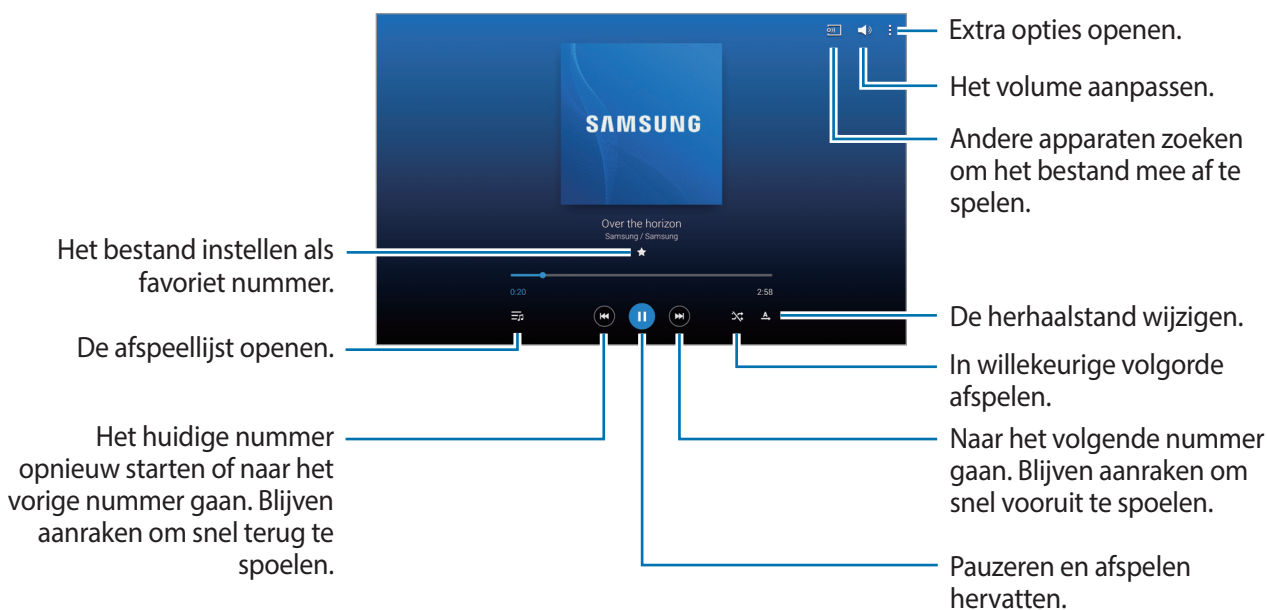 Extra opties openen.
Het volume aanpassen.
Andere apparaten zoeken
om het bestand mee af te
spelen.
SAMSUNG
Over the horizon
Samsung / Samsung
Het bestand instellen als
favoriet nummer.
0:20
2:58
De afspeellijst openen.
De herhaalstand wijzigen.
In willekeurige volgorde
afspelen.
Het huidige nummer
opnieuw starten of naar het
vorige nummer gaan. Blijven
aanraken om snel terug te
spoelen.
Naar het volgende nummer
gaan. Blijven aanraken om
snel vooruit te spoelen.
Pauzeren en afspelen
hervatten.